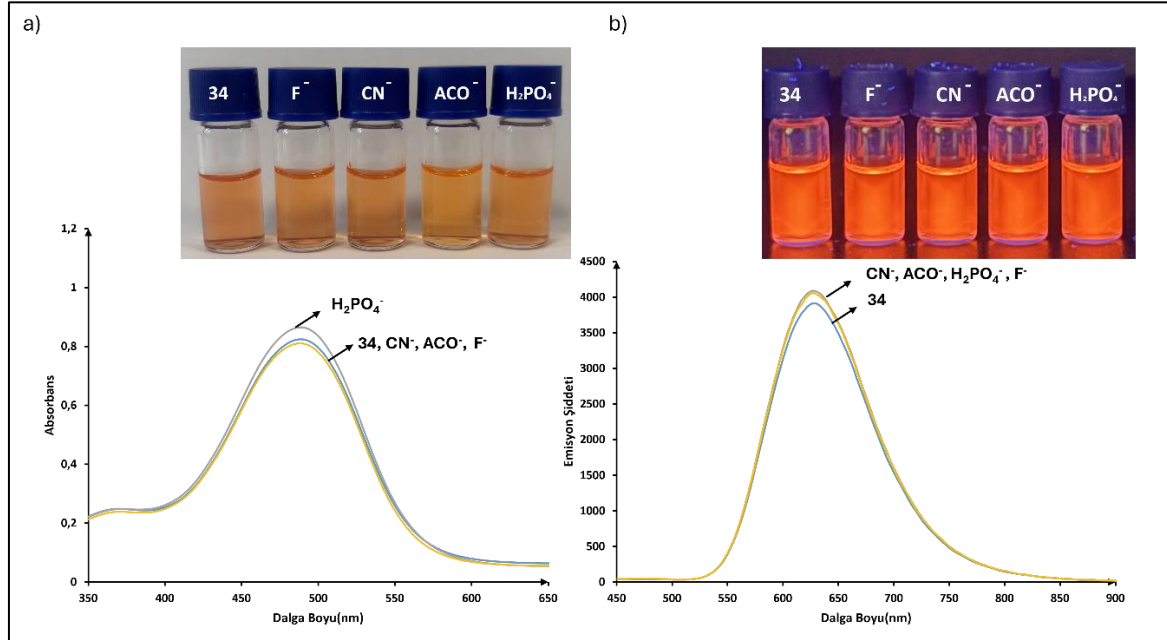 a)
34 F⁻ CN⁻ ACO⁻ H₂PO₄⁻
1,2
1
0,8
0,6
0,4
0,2
0
Absorbans
H₂PO₄⁻
34, CN⁻, ACO⁻, F⁻
350 400 450 500 550 600 650
Dalga Boyu(nm)
b)
34 F⁻ CN⁻ ACO⁻ H₂PO₄⁻
4500
4000
3500
3000
2500
2000
1500
1000
500
0
Emisyon Şiddeti
CN⁻, ACO⁻, H₂PO₄⁻, F⁻
34
450 500 550 600 650 700 750 800 850 900
Dalga Boyu(nm)